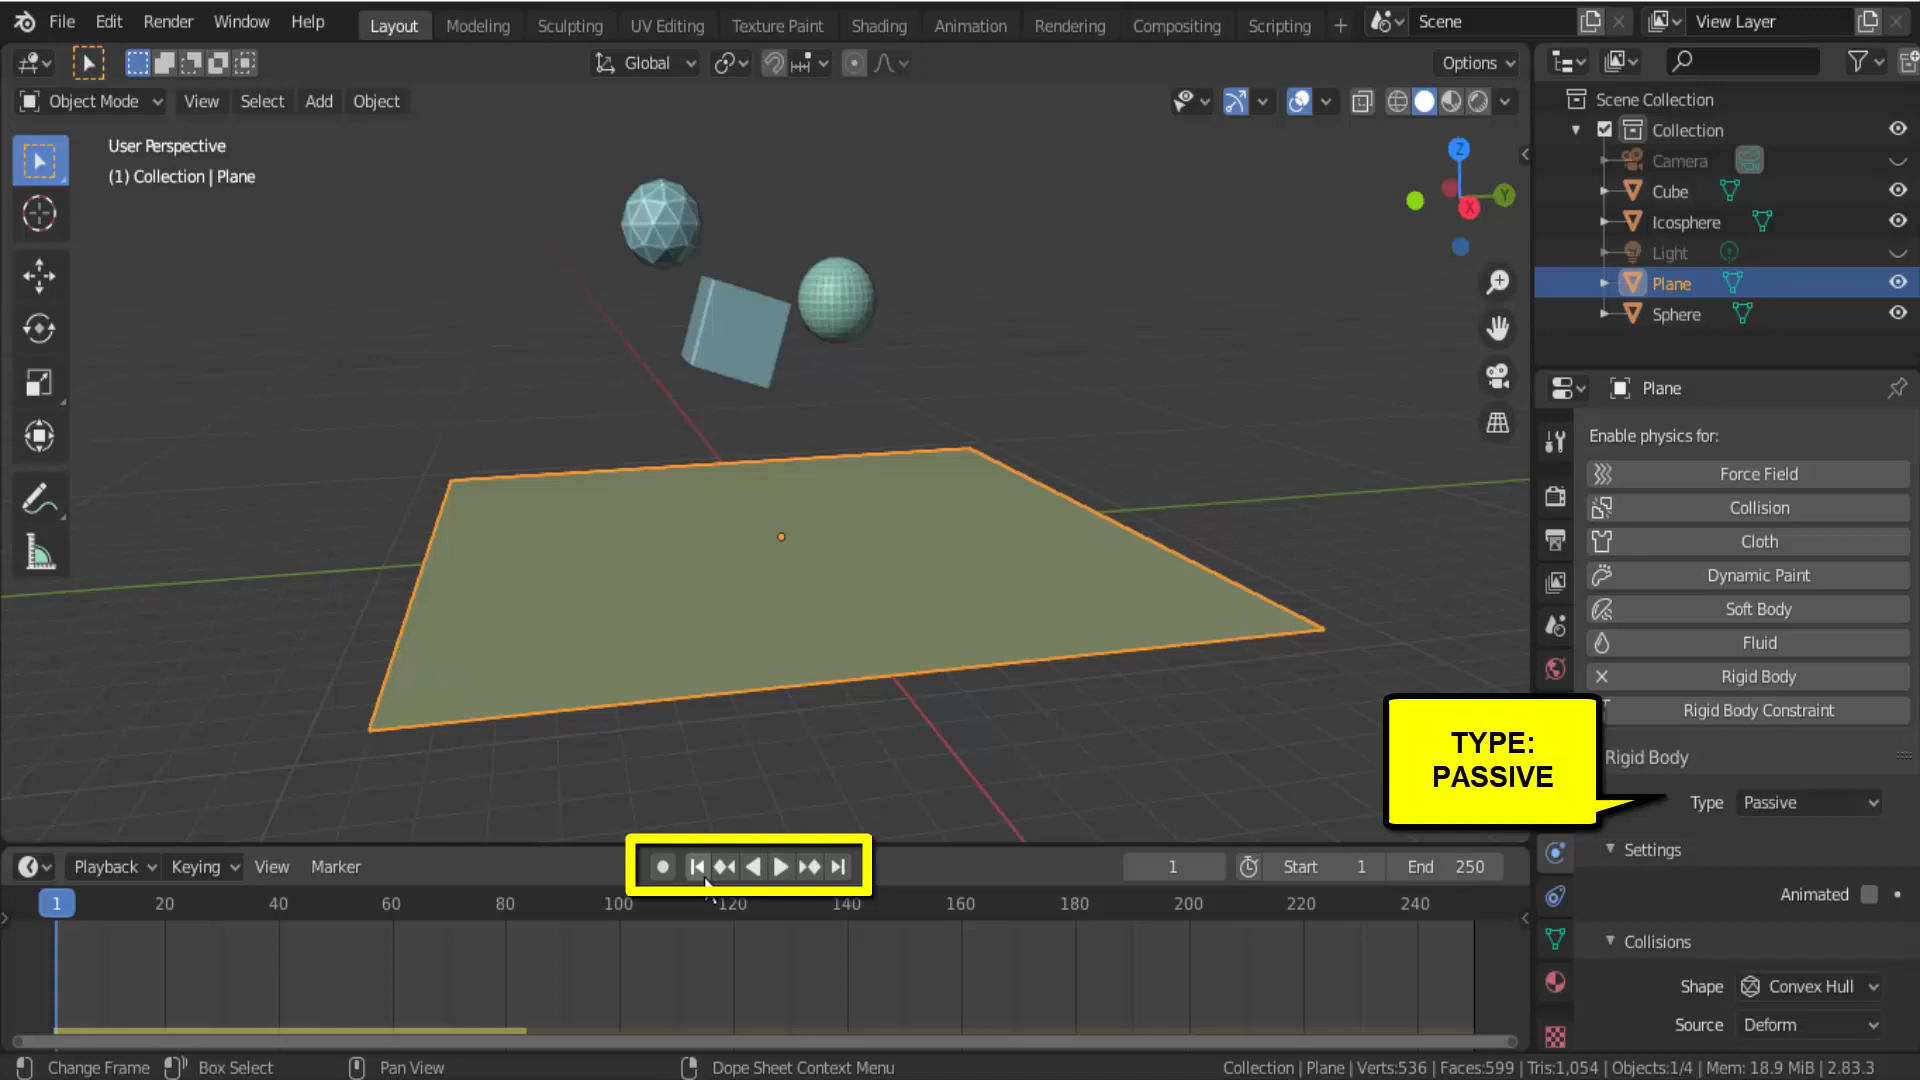 File Edit Render Window Help Layout Modeling Sculpting UV Editing Texture Paint Shading Animation Rendering Compositing Scripting + Scene View Layer
Global Options
Object Mode View Select Add Object
User Perspective
(1) Collection | Plane
Z
Y
X
Scene Collection
Collection
Camera
Cube
Icosphere
Light
Plane
Sphere
Plane
Enable physics for:
Force Field
Collision
Cloth
Dynamic Paint
Soft Body
Fluid
Rigid Body
Rigid Body Constraint
TYPE:
PASSIVE
Rigid Body
Type Passive
Settings
Animated
Collisions
Shape Convex Hull
Source Deform
Playback Keying View Marker 1 Start 1 End 250
1 20 40 60 80 100 120 140 160 180 200 220 240
Change Frame Box Select Pan View Dope Sheet Context Menu Collection | Plane | Verts:536 | Faces:599 | Tris:1,054 | Objects:1/4 | Mem: 18.9 MiB | 2.83.3